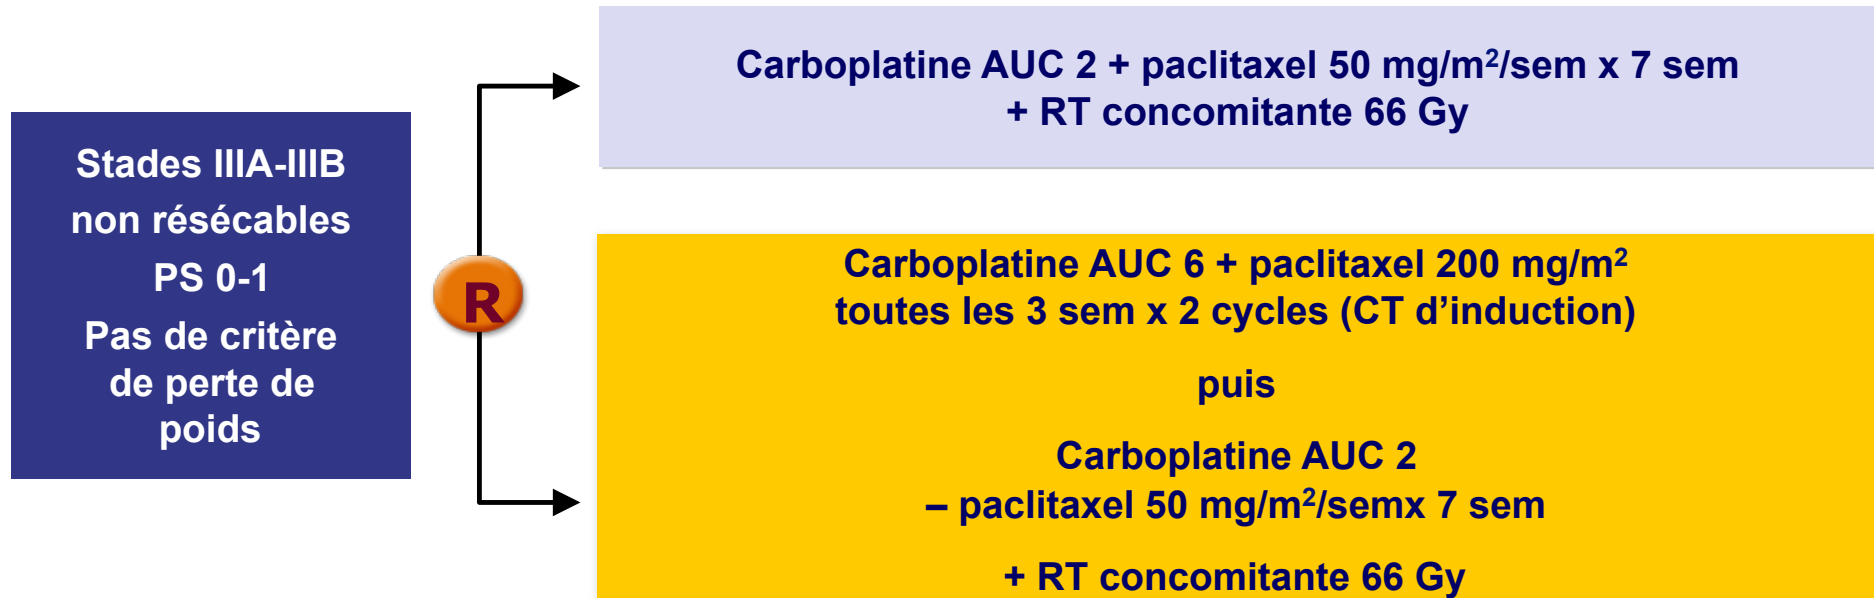 Stades IIIA-IIIB
non résécables
PS 0-1
Pas de critère
de perte de
poids
R
Carboplatine AUC 2 + paclitaxel 50 mg/m²/sem x 7 sem
+ RT concomitante 66 Gy
Carboplatine AUC 6 + paclitaxel 200 mg/m²
toutes les 3 sem x 2 cycles (CT d’induction)
puis
Carboplatine AUC 2
– paclitaxel 50 mg/m²/semx 7 sem
+ RT concomitante 66 Gy